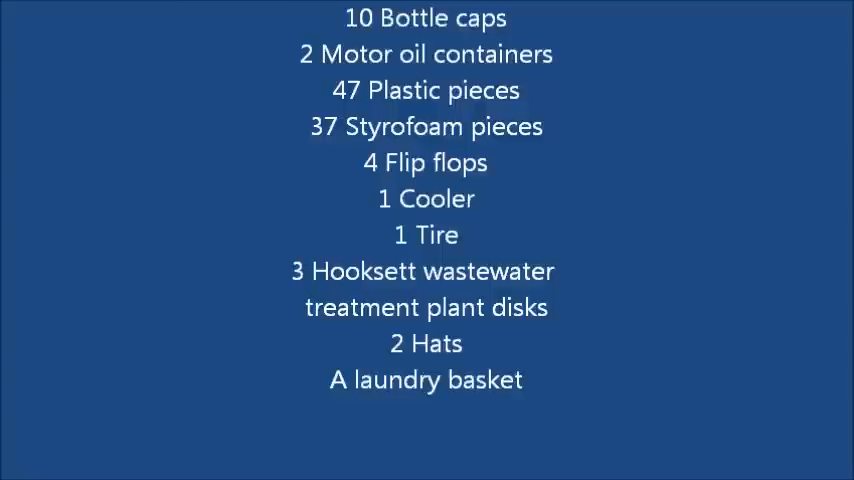 10 Bottle caps
2 Motor oil containers
47 Plastic pieces
37 Styrofoam pieces
4 Flip flops
1 Cooler
1 Tire
3 Hooksett wastewater
treatment plant disks
2 Hats
A laundry basket